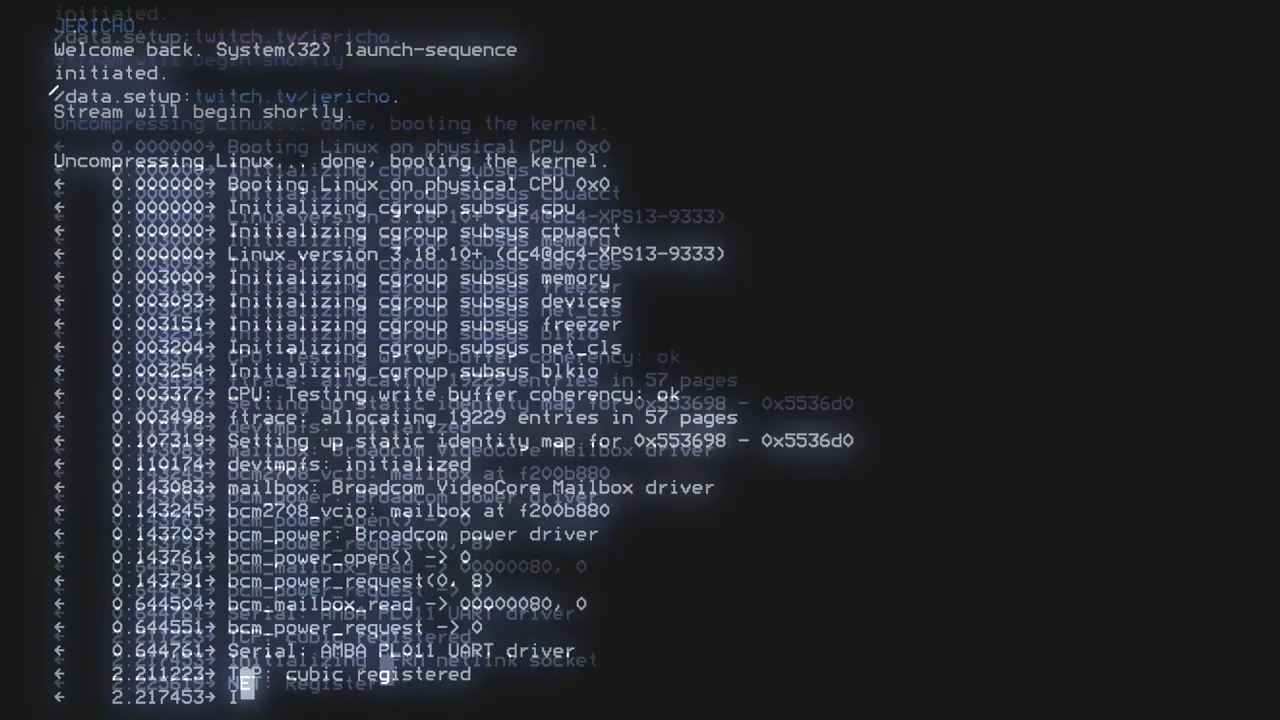 JERICHO
Welcome back. System(32) launch-sequence
initiated.
/data.setup:twitch.tv/jericho.
Stream will begin shortly.
Uncompressing Linux... done, booting the kernel.
← 0.000000→ Booting Linux on physical CPU 0x0
← 0.000000→ Initializing cgroup subsys cpu
← 0.000000→ Initializing cgroup subsys cpuacct
← 0.000000→ Linux version 3.18.10+ (dc4@dc4-XPS13-9333)
← 0.003000→ Initializing cgroup subsys memory
← 0.003093→ Initializing cgroup subsys devices
← 0.003151→ Initializing cgroup subsys freezer
← 0.003204→ Initializing cgroup subsys net_cls
← 0.003254→ Initializing cgroup subsys blkio
← 0.003377→ CPU: Testing write buffer coherency: ok
← 0.003498→ ftrace: allocating 19229 entries in 57 pages
← 0.107319→ Setting up static identity map for 0x553698 - 0x5536d0
← 0.110174→ devtmpfs: initialized
← 0.143083→ mailbox: Broadcom VideoCore Mailbox driver
← 0.143245→ bcm2708_vcio: mailbox at f200b880
← 0.143703→ bcm_power: Broadcom power driver
← 0.143761→ bcm_power_open() -> 0
← 0.143791→ bcm_power_request(0, 8)
← 0.644504→ bcm_mailbox_read -> 00000080, 0
← 0.644551→ bcm_power_request -> 0
← 0.644761→ Serial: AMBA PL011 UART driver
← 2.211223→ TCP: cubic registered
← 2.217453→ I